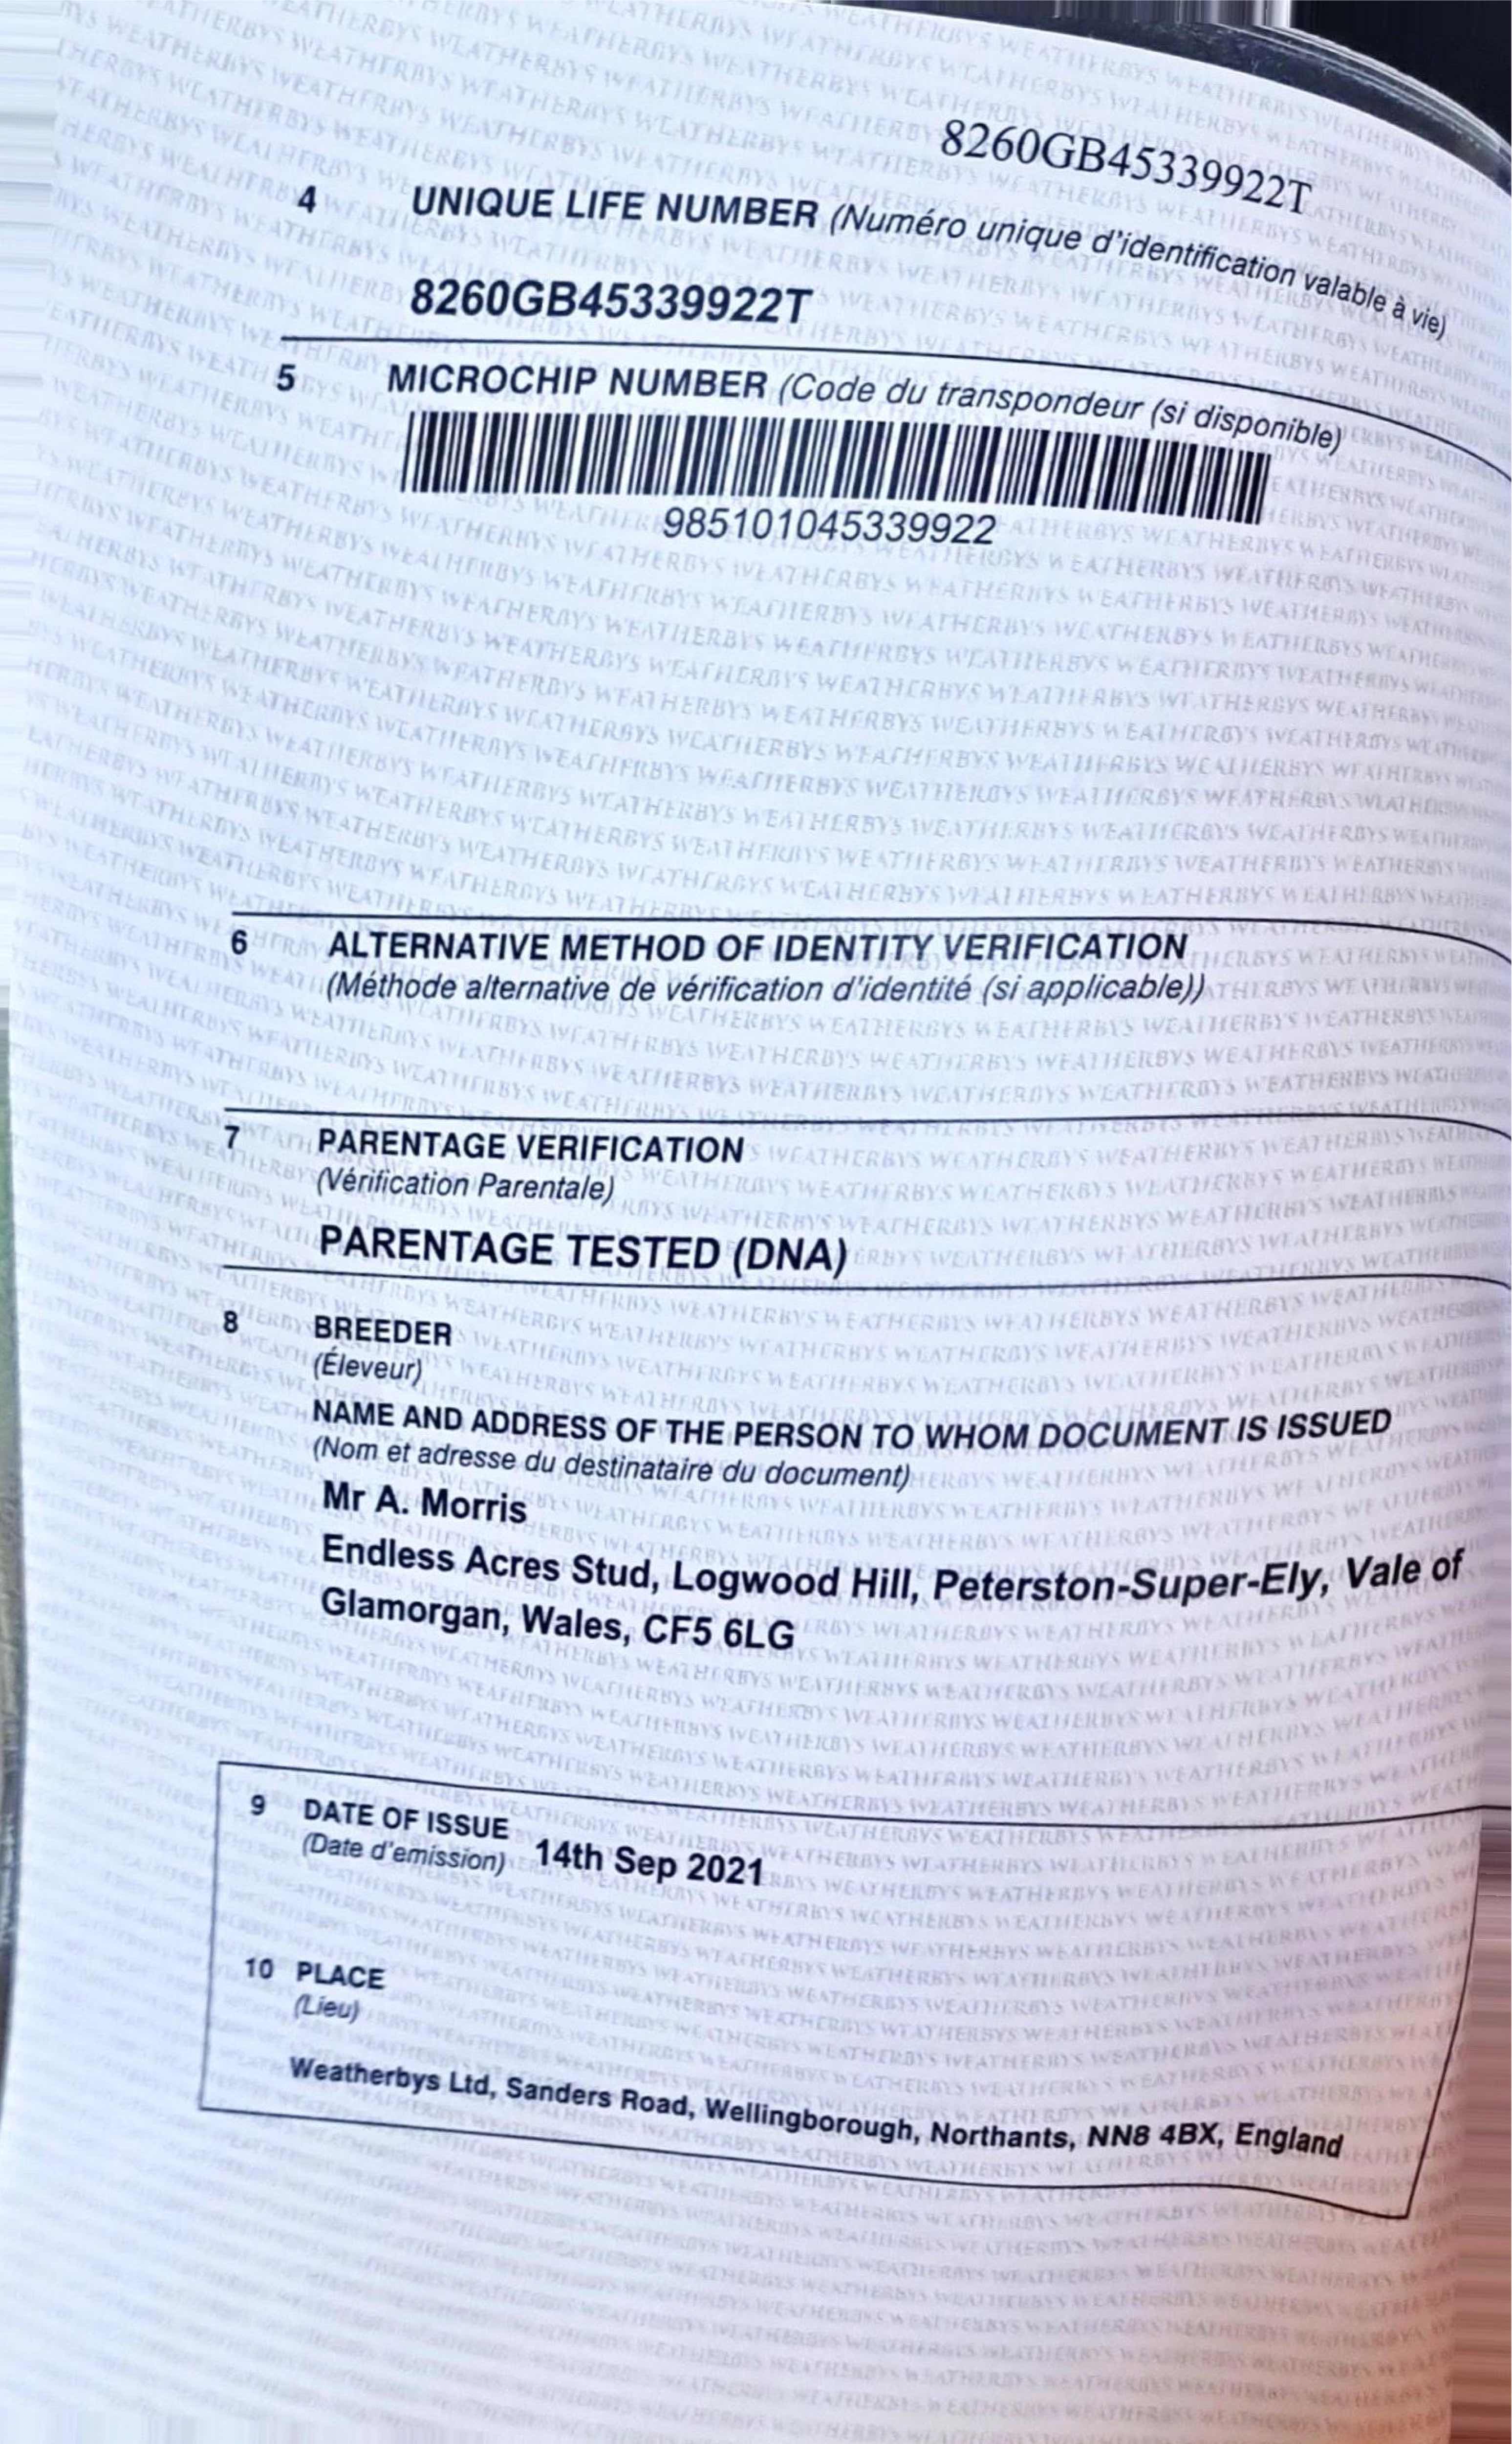 8260GB45339922T
4 UNIQUE LIFE NUMBER (Numéro unique d'identification valable à vie)
8260GB45339922T
5 MICROCHIP NUMBER (Code du transpondeur (si disponible)
985101045339922
6 ALTERNATIVE METHOD OF IDENTITY VERIFICATION
(Méthode alternative de vérification d'identité (si applicable))
7 PARENTAGE VERIFICATION
(Vérification Parentale)
PARENTAGE TESTED (DNA)
8 BREEDER
(Éleveur)
NAME AND ADDRESS OF THE PERSON TO WHOM DOCUMENT IS ISSUED
(Nom et adresse du destinataire du document)
Mr A. Morris
Endless Acres Stud, Logwood Hill, Peterston-Super-Ely, Vale of
Glamorgan, Wales, CF5 6LG
9 DATE OF ISSUE
(Date d'emission) 14th Sep 2021
10 PLACE
(Lieu)
Weatherbys Ltd, Sanders Road, Wellingborough, Northants, NN8 4BX, England